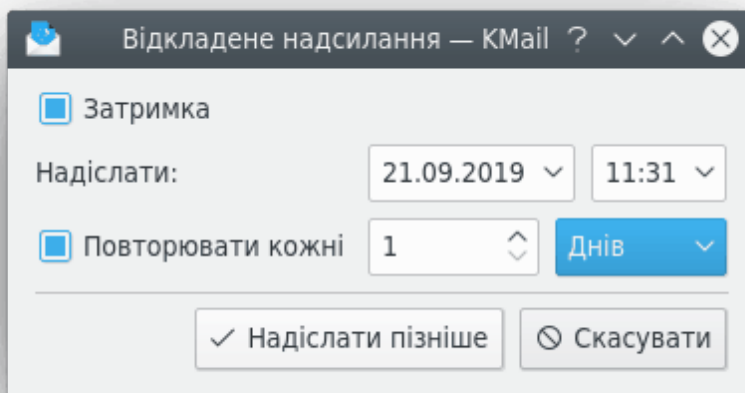 Відкладене надсилання — KMail
Затримка
Надіслати: 21.09.2019 11:31
Повторювати кожні 1 Днів
Надіслати пізніше Скасувати